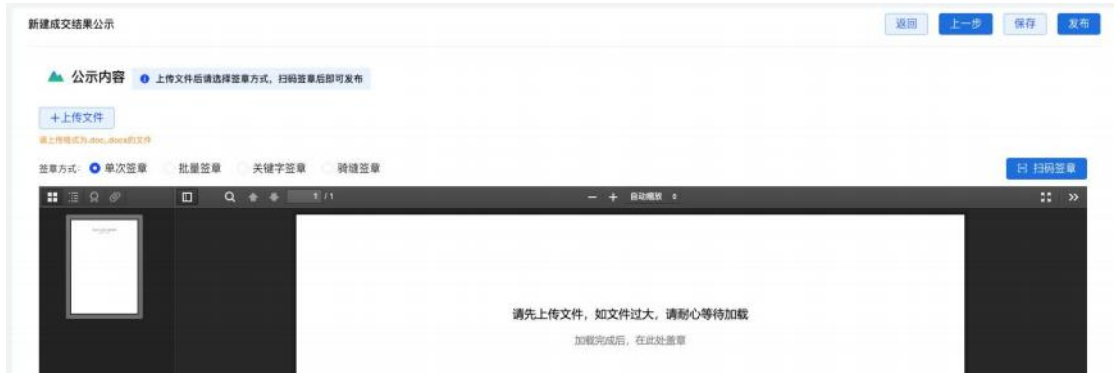 新建成交结果公示
返回 上一步 保存 发布
公示内容 上传文件后请选择签章方式，扫码签章后即可发布
+上传文件
请上传格式为.doc,.docx的文件
签章方式: 单次签章 批量签章 关键字签章 骑缝签章 扫码签章
1 / 1 自动缩放
请先上传文件，如文件过大，请耐心等待加载
加载完成后，在此处盖章